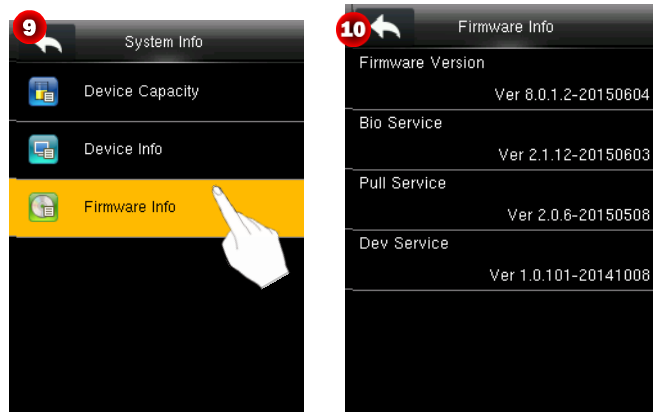 9
System Info
Device Capacity
Device Info
Firmware Info
10
Firmware Info
Firmware Version
Ver 8.0.1.2-20150604
Bio Service
Ver 2.1.12-20150603
Pull Service
Ver 2.0.6-20150508
Dev Service
Ver 1.0.101-20141008